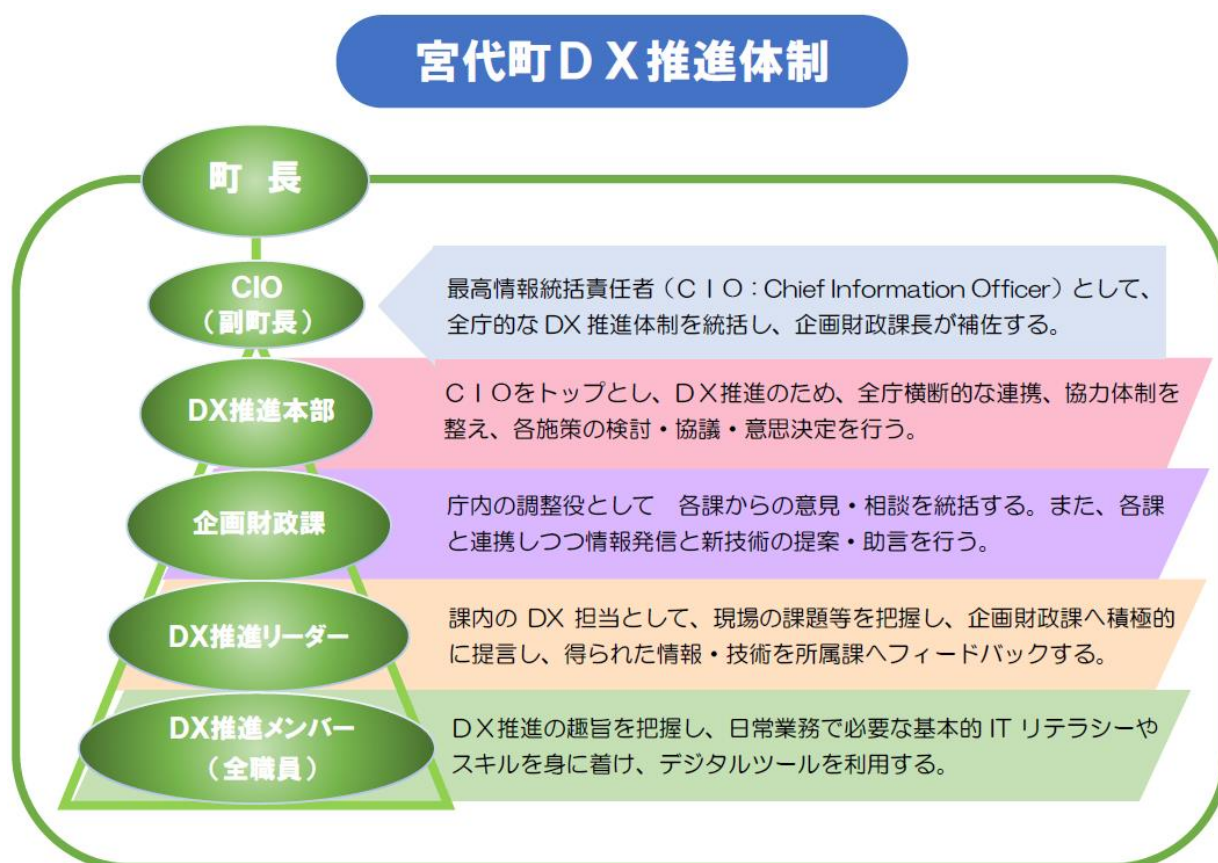 宮代町DX推進体制
町 長
CIO
（副町長）
最高情報統括責任者（CIO：Chief Information Officer）として、
全庁的なDX推進体制を統括し、企画財政課長が補佐する。
DX推進本部
CIOをトップとし、DX推進のため、全庁横断的な連携、協力体制を
整え、各施策の検討・協議・意思決定を行う。
企画財政課
庁内の調整役として　各課からの意見・相談を統括する。また、各課
と連携しつつ情報発信と新技術の提案・助言を行う。
DX推進リーダー
課内の DX 担当として、現場の課題等を把握し、企画財政課へ積極的
に提言し、得られた情報・技術を所属課へフィードバックする。
DX推進メンバー
（全職員）
DX推進の趣旨を把握し、日常業務で必要な基本的 IT リテラシーや
スキルを身に着け、デジタルツールを利用する。